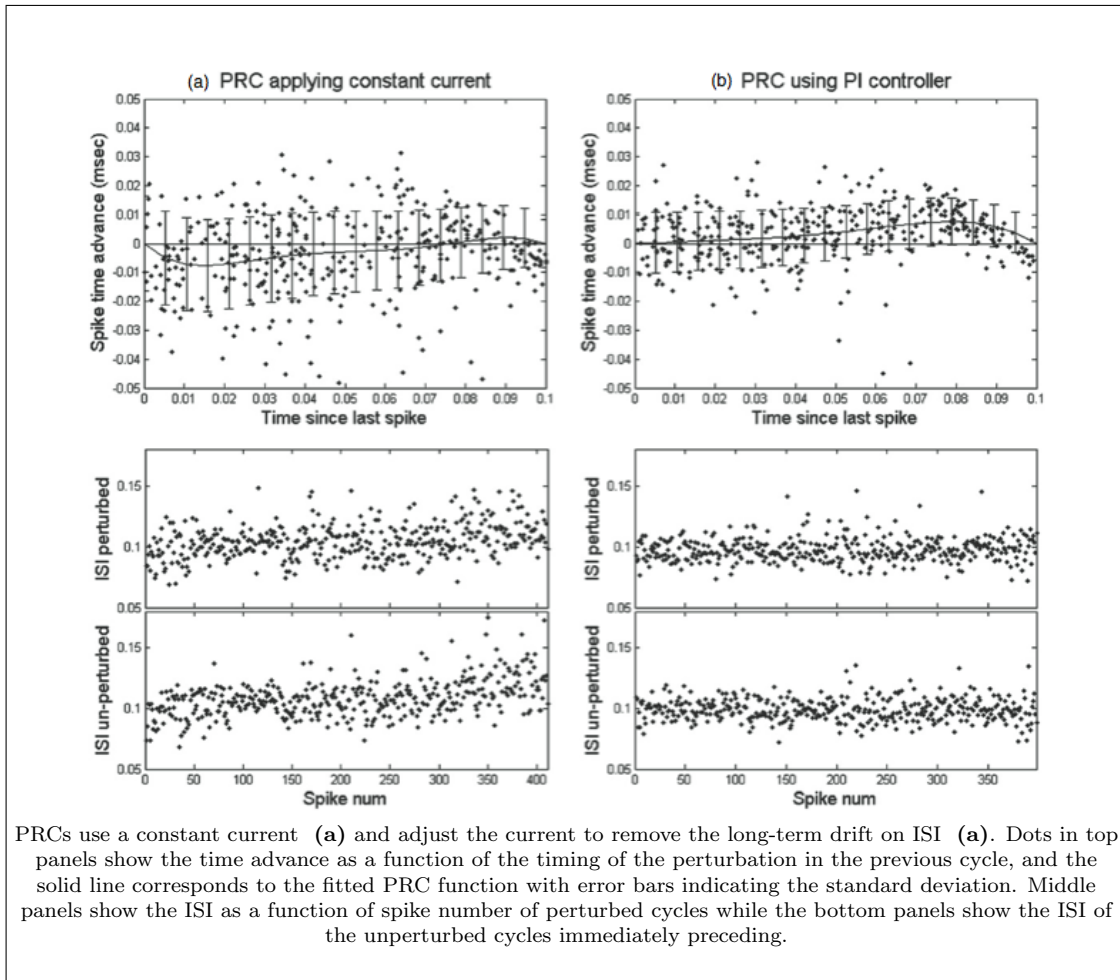 (a) PRC applying constant current
0.05
0.04
0.03
0.02
0.01
0
-0.01
-0.02
-0.03
-0.04
-0.05
Spike time advance (msec)
0 0.01 0.02 0.03 0.04 0.05 0.06 0.07 0.08 0.09 0.1
Time since last spike
(b) PRC using PI controller
0.05
0.04
0.03
0.02
0.01
0
-0.01
-0.02
-0.03
-0.04
-0.05
Spike time advance (msec)
0 0.01 0.02 0.03 0.04 0.05 0.06 0.07 0.08 0.09 0.1
Time since last spike
ISI perturbed
0.15
0.1
0.05
ISI perturbed
0.15
0.1
0.05
ISI un-perturbed
0.15
0.1
0.05
0 50 100 150 200 250 300 350 400
Spike num
ISI un-perturbed
0.15
0.1
0.05
0 50 100 150 200 250 300 350
Spike num
PRCs use a constant current (a) and adjust the current to remove the long-term drift on ISI (a). Dots in top
panels show the time advance as a function of the timing of the perturbation in the previous cycle, and the
solid line corresponds to the fitted PRC function with error bars indicating the standard deviation. Middle
panels show the ISI as a function of spike number of perturbed cycles while the bottom panels show the ISI of
the unperturbed cycles immediately preceding.